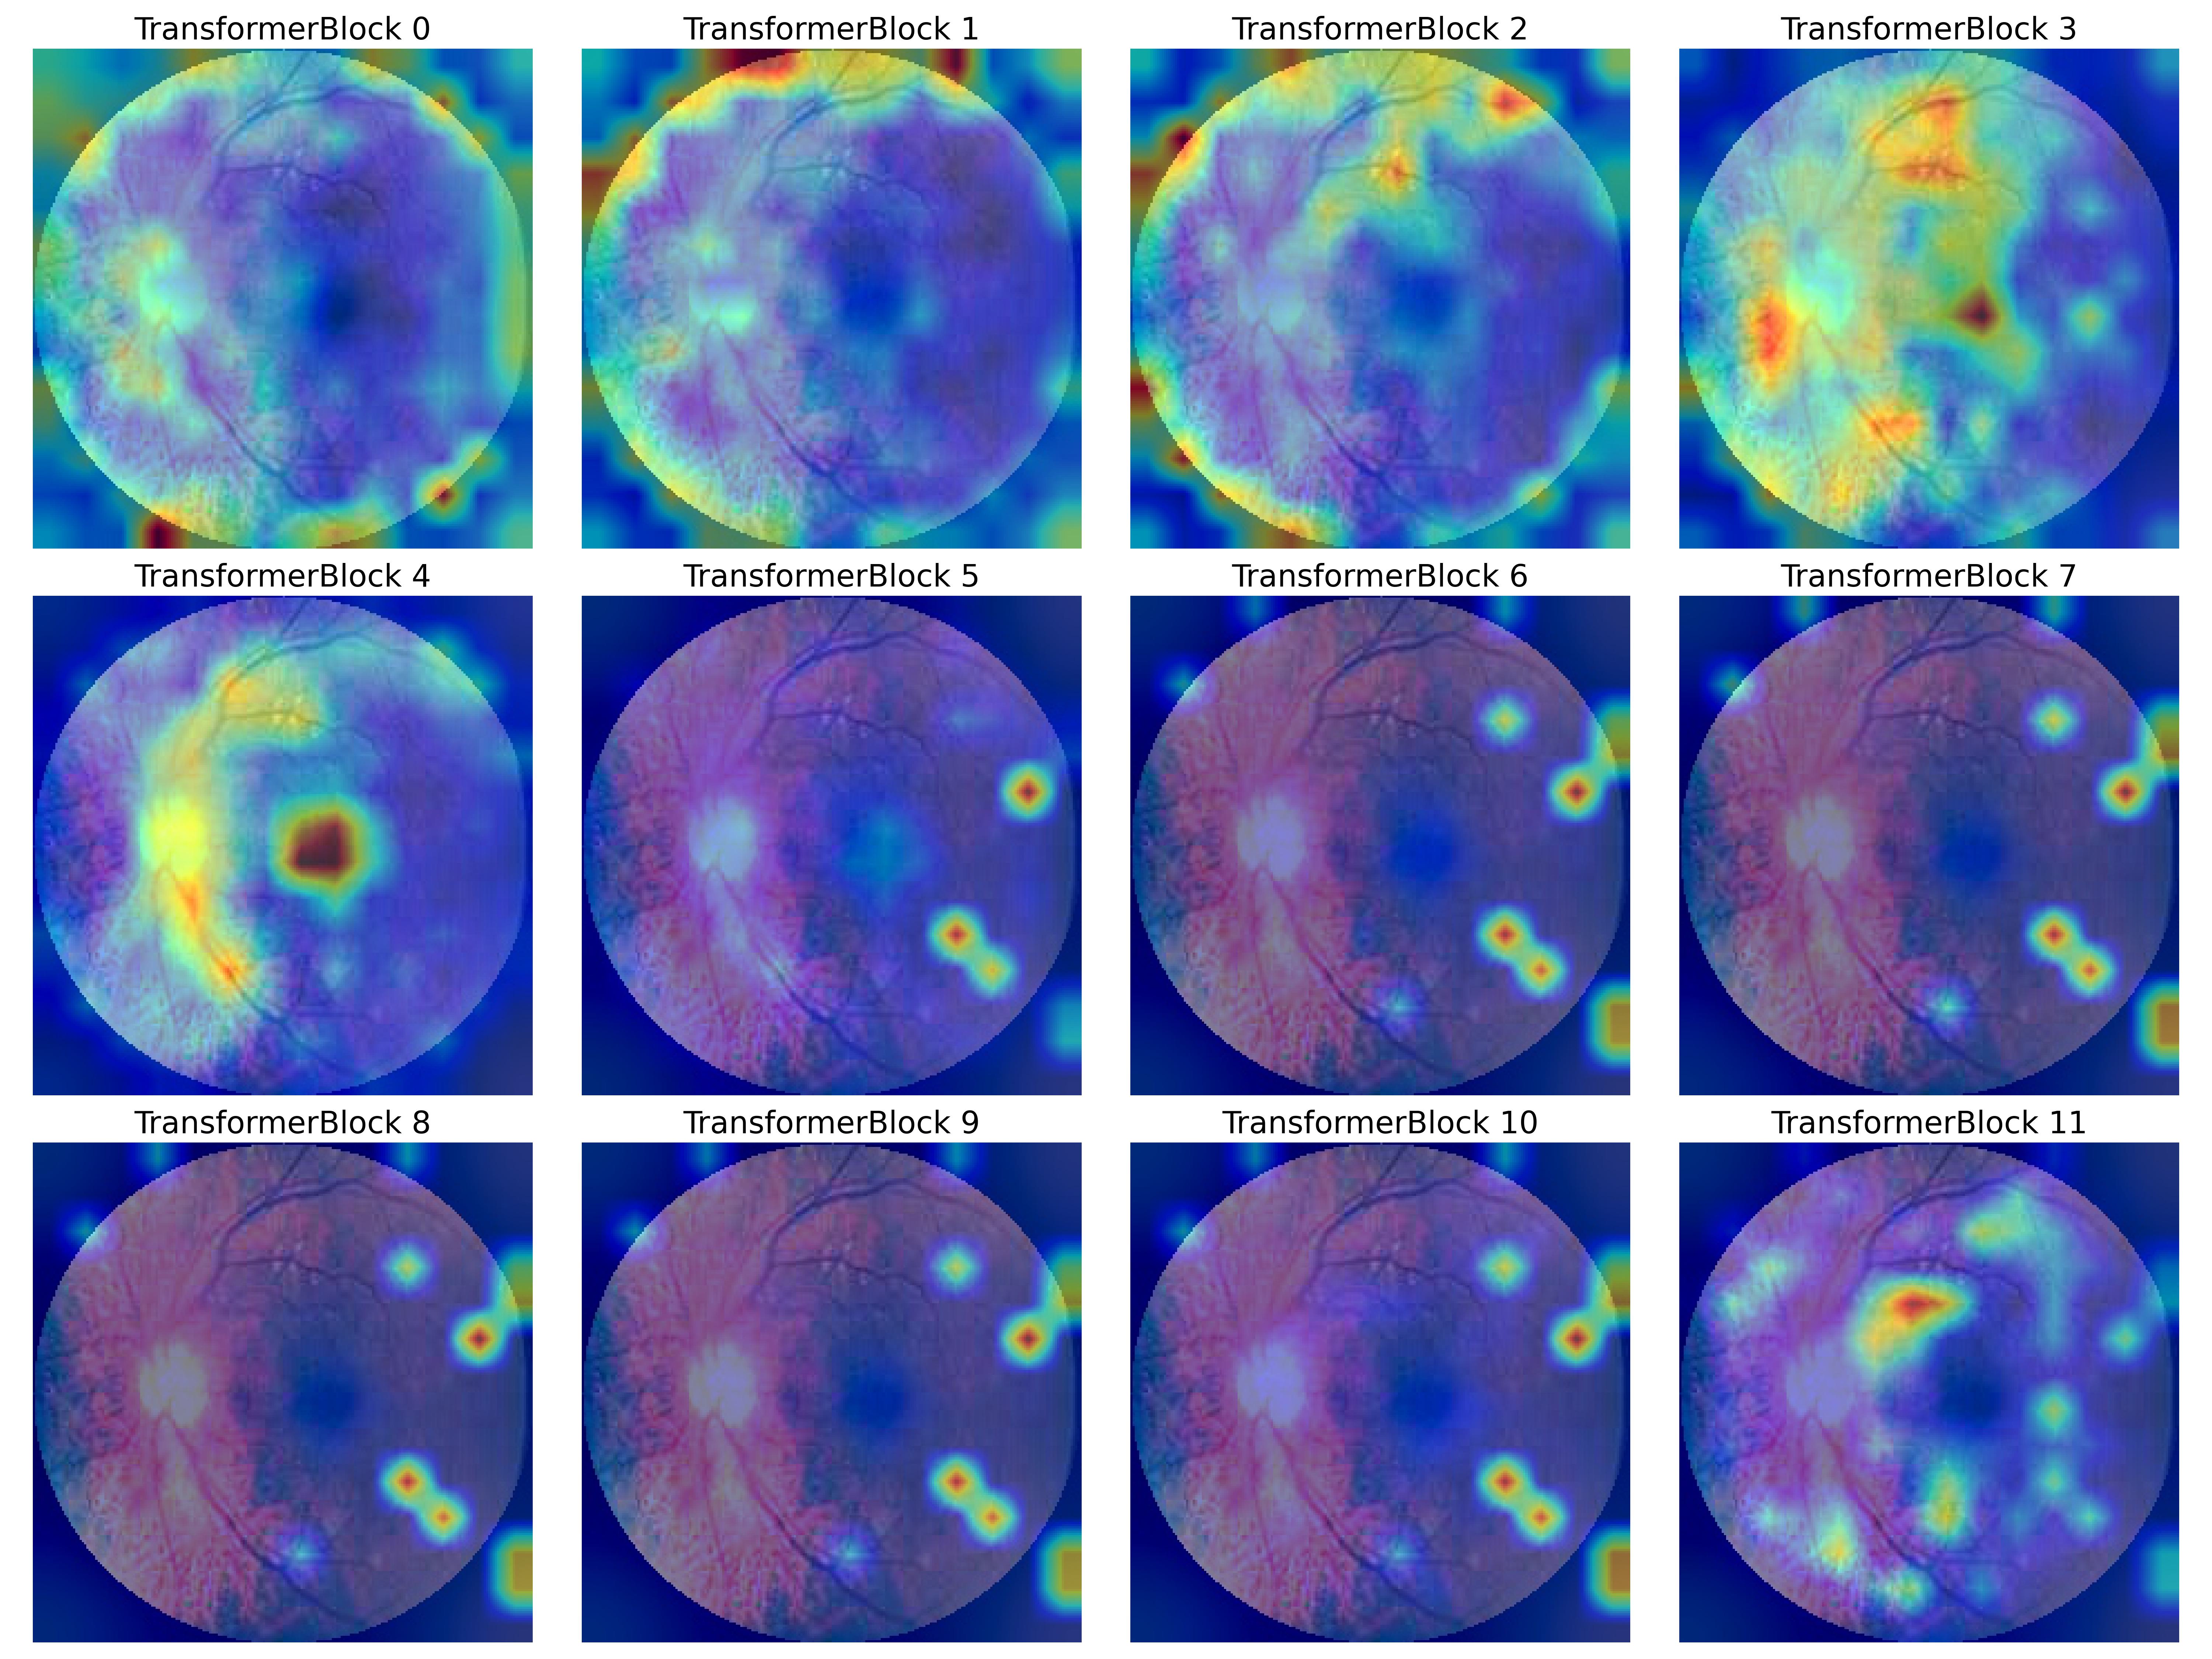 TransformerBlock 0
TransformerBlock 1
TransformerBlock 2
TransformerBlock 3
TransformerBlock 4
TransformerBlock 5
TransformerBlock 6
TransformerBlock 7
TransformerBlock 8
TransformerBlock 9
TransformerBlock 10
TransformerBlock 11